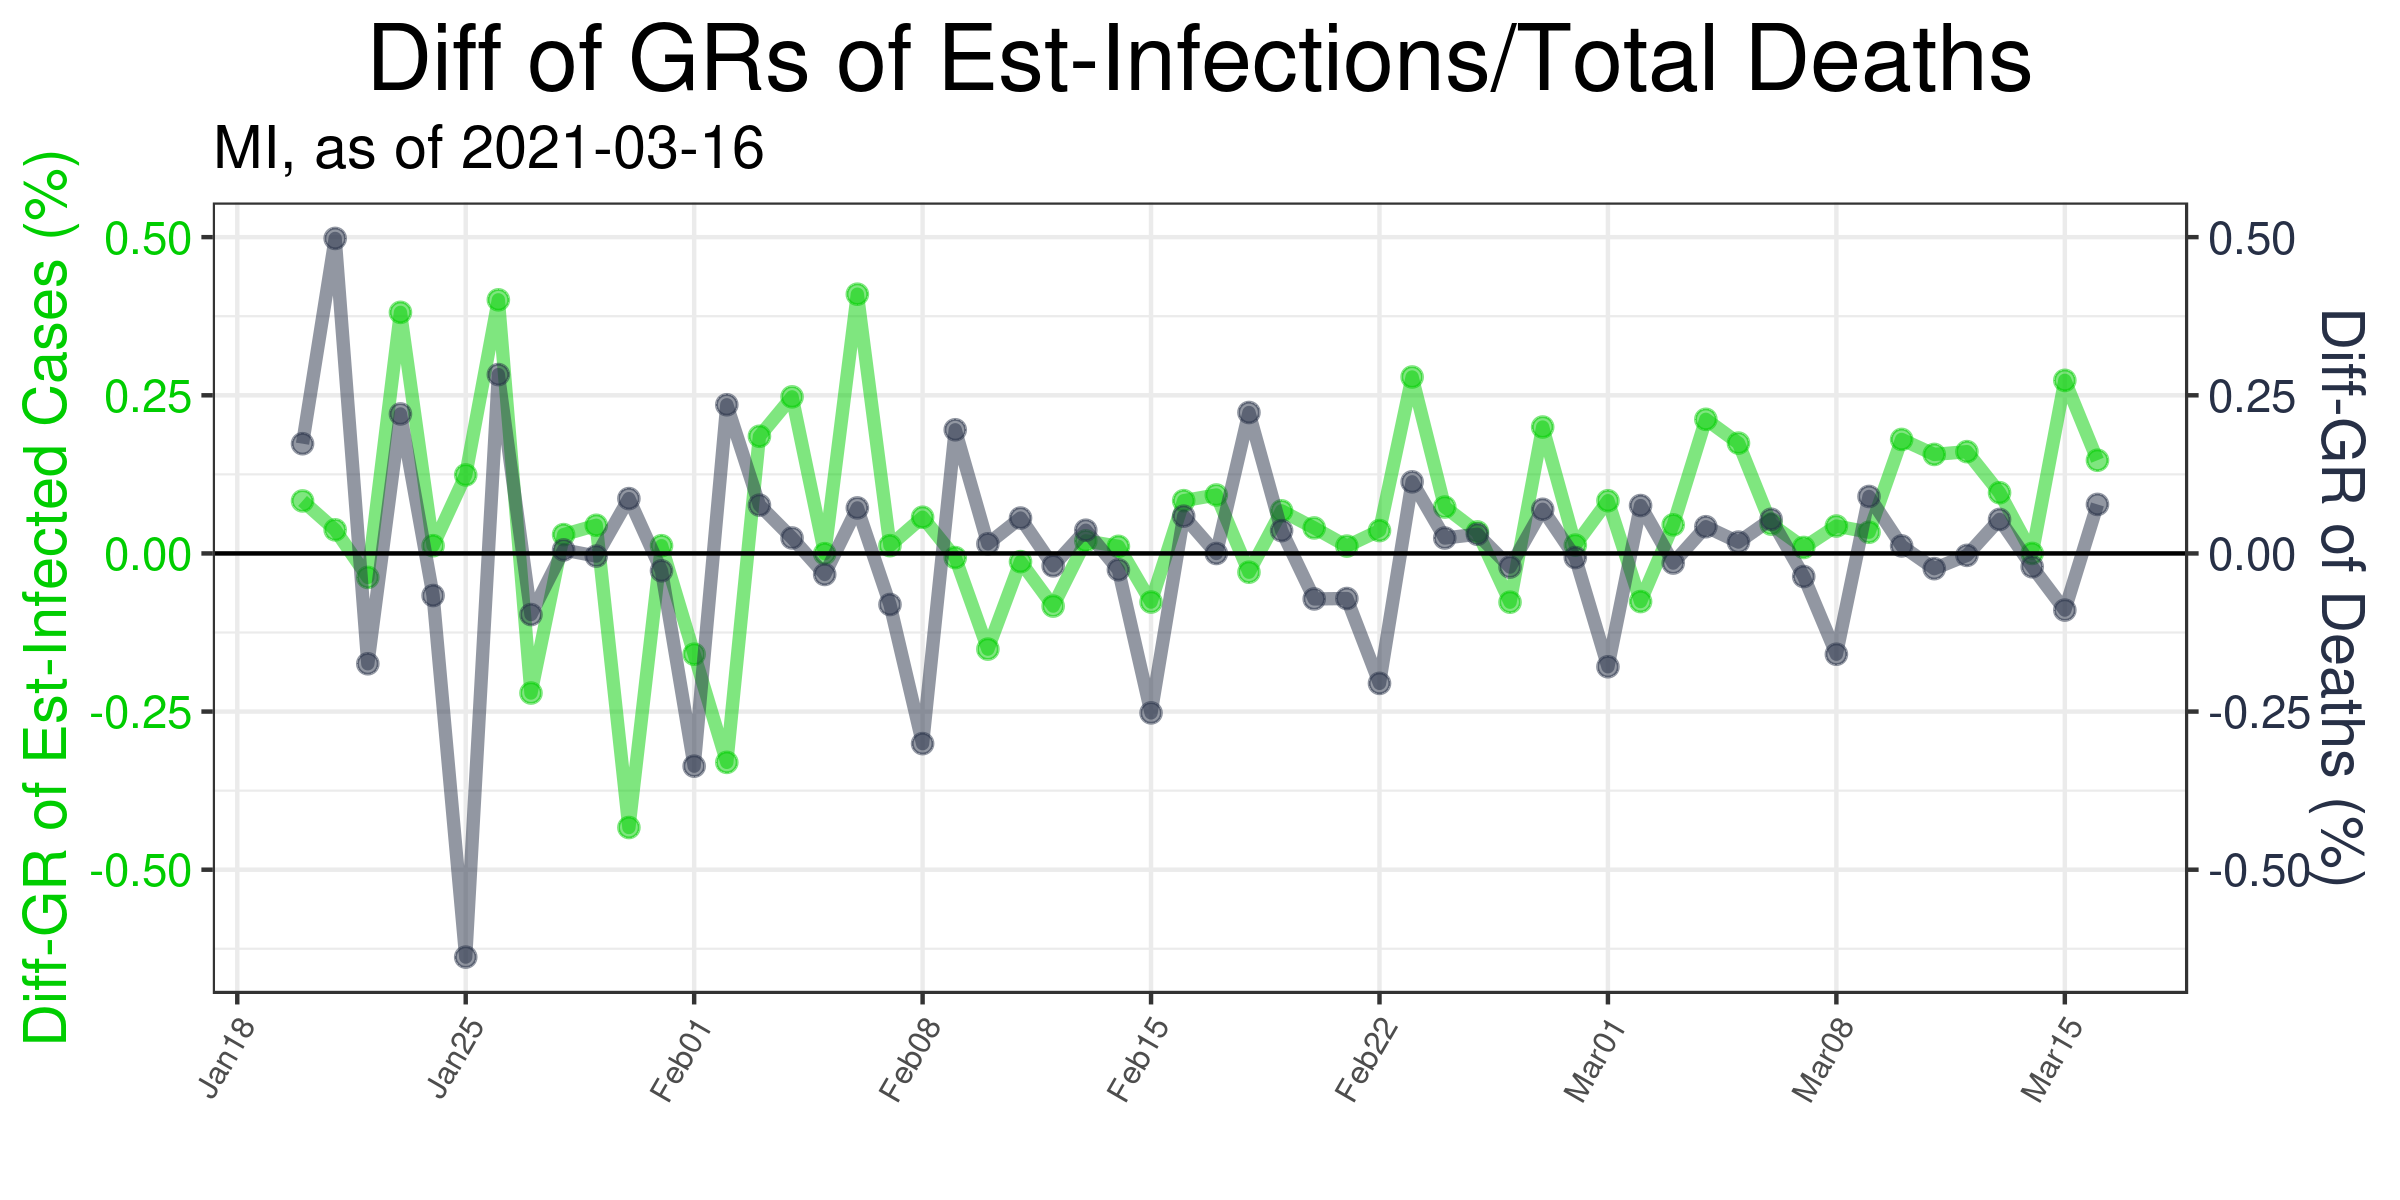 Diff of GRs of Est-Infections/Total Deaths
MI, as of 2021-03-16
Diff-GR of Est-Infected Cases (%)
0.50
0.25
0.00
-0.25
-0.50
0.50
0.25
0.00
-0.25
-0.50
Diff-GR of Deaths (%)
Jan18
Jan25
Feb01
Feb08
Feb15
Feb22
Mar01
Mar08
Mar15